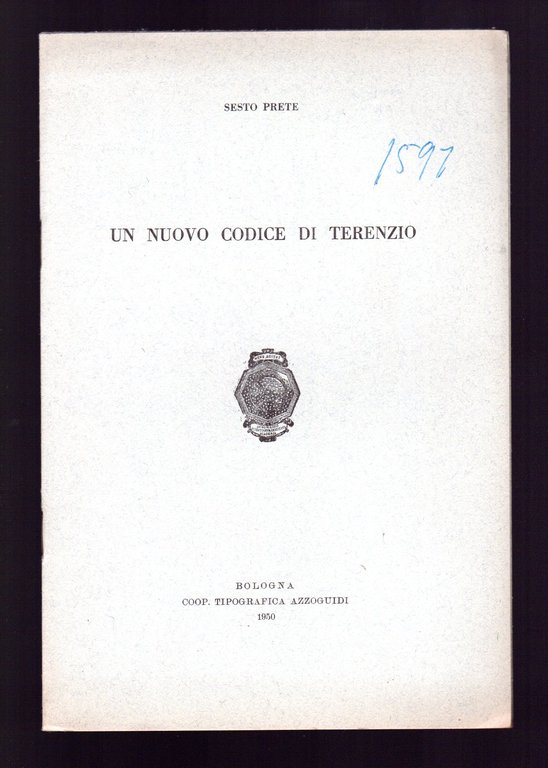 SESTO PRETE
1597
UN NUOVO CODICE DI TERENZIO
BOLOGNA
COOP. TIPOGRAFICA AZZOGUIDI
1950